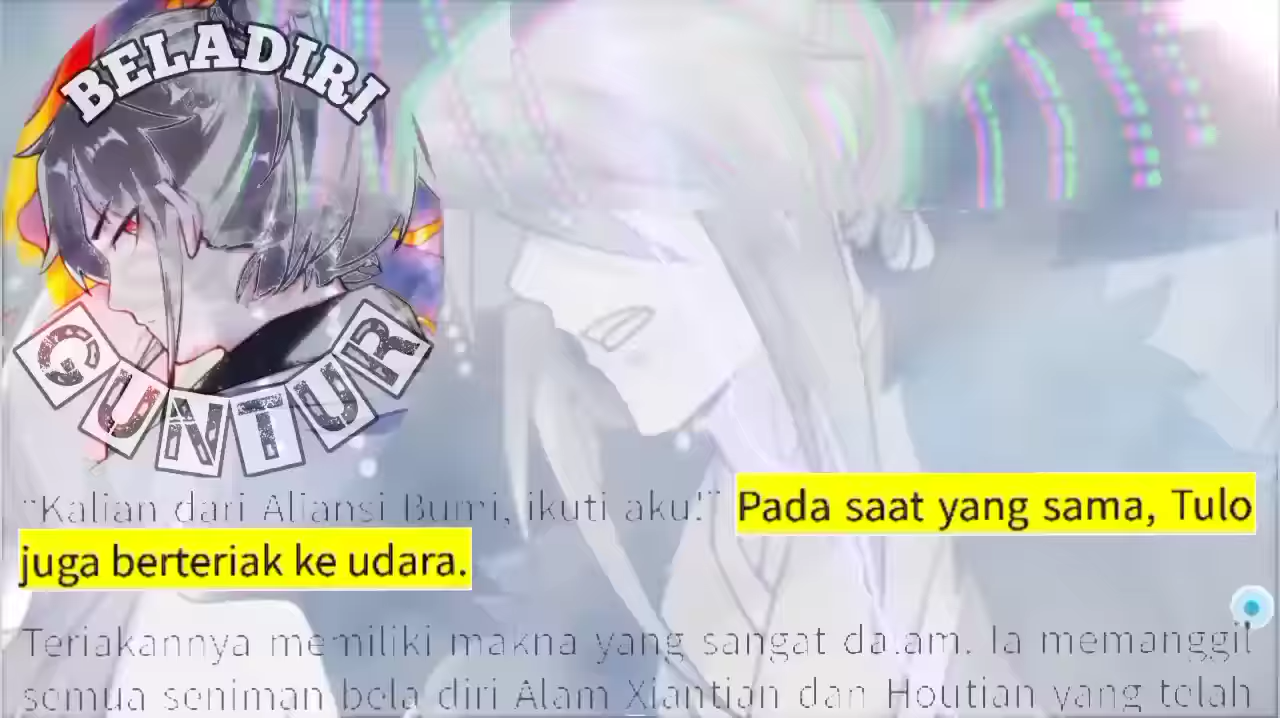 BELADIRI
GUNTUR
"Kalian dari Aliansi Bumi, ikuti aku!" Pada saat yang sama, Tulo
juga berteriak ke udara.
Teriakannya memiliki makna yang sangat dalam. Ia memanggil
semua seniman bela diri Alam Xiantian dan Houtian yang telah